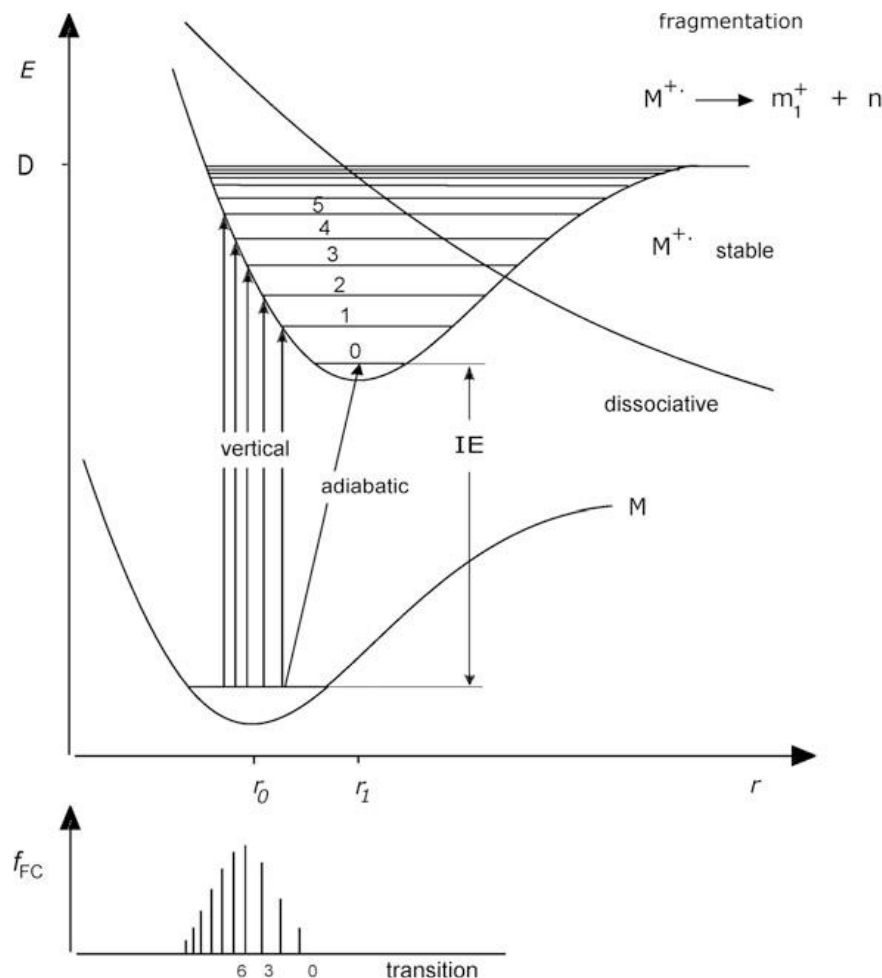 fragmentation
E
M+· ⟶ m1+ + n
D
5
4
M+· stable
3
2
1
0
dissociative
vertical
IE
adiabatic
M
r0
r1
r
fFC
6 3 0 transition